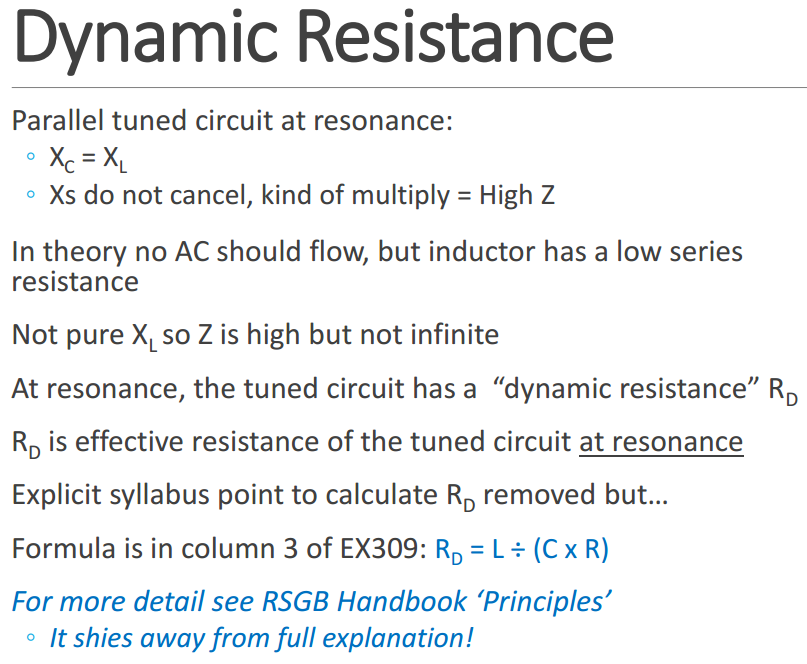 Dynamic Resistance
Parallel tuned circuit at resonance:
◦ X_C = X_L
◦ Xs do not cancel, kind of multiply = High Z
In theory no AC should flow, but inductor has a low series
resistance
Not pure X_L so Z is high but not infinite
At resonance, the tuned circuit has a “dynamic resistance” R_D
R_D is effective resistance of the tuned circuit at resonance
Explicit syllabus point to calculate R_D removed but…
Formula is in column 3 of EX309: R_D = L ÷ (C x R)
For more detail see RSGB Handbook ‘Principles’
◦ It shies away from full explanation!